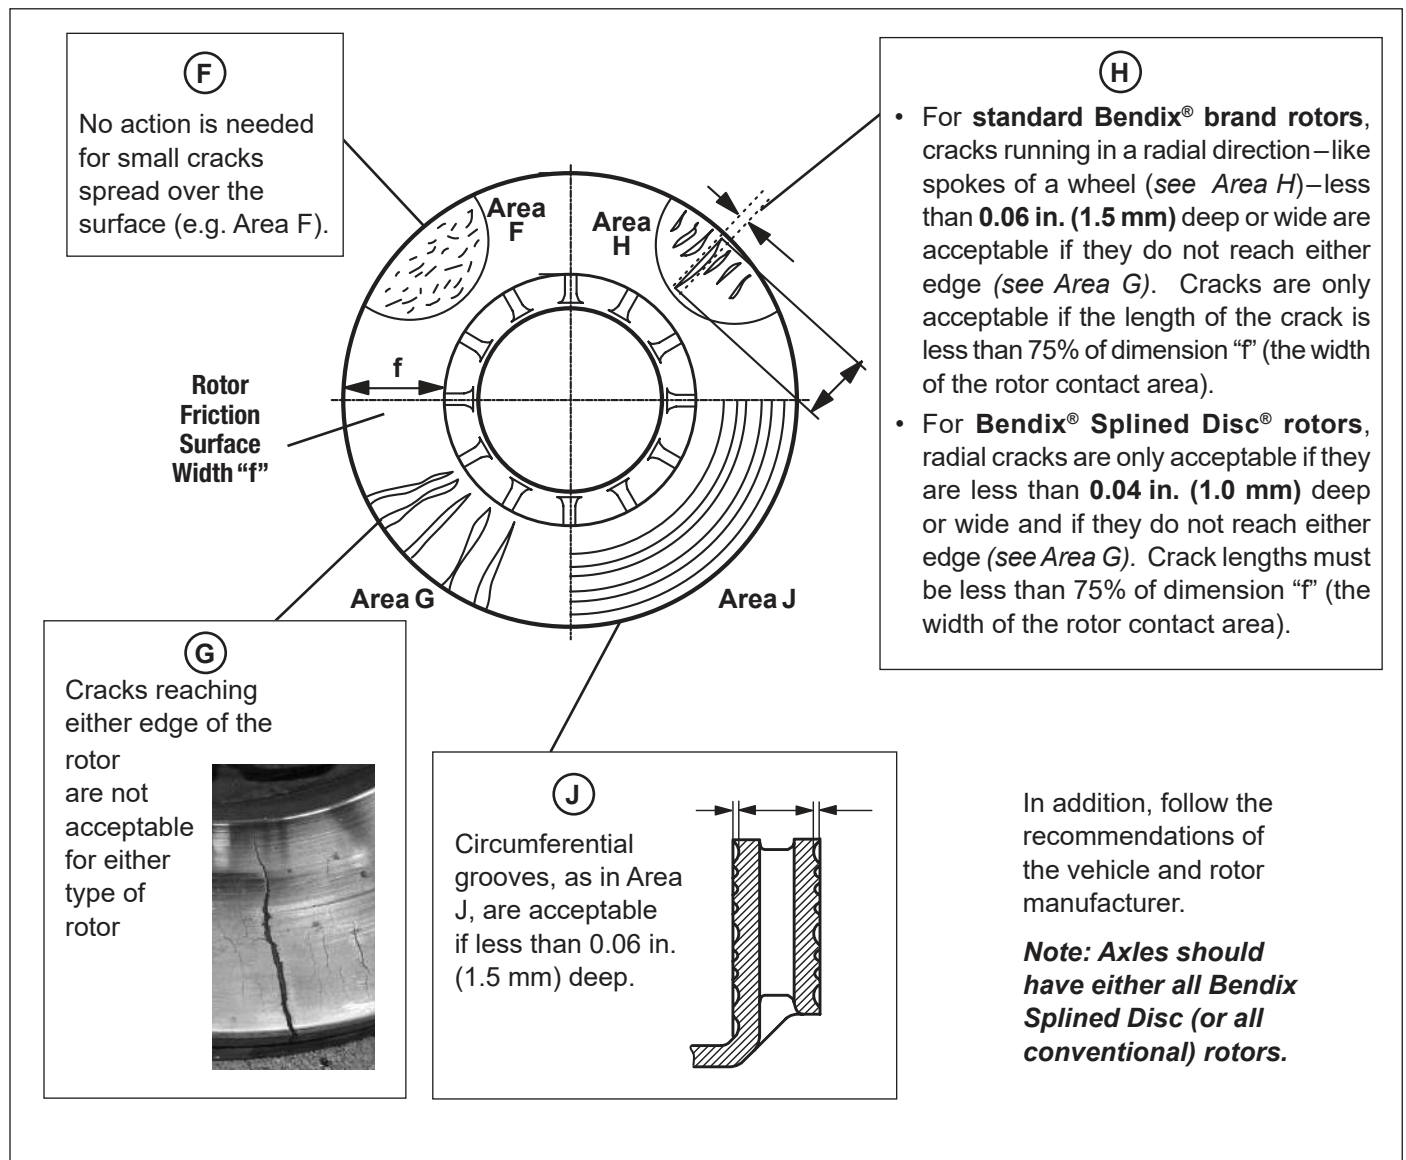 F
No action is needed
for small cracks
spread over the
surface (e.g. Area F).
H
• For standard Bendix® brand rotors,
cracks running in a radial direction–like
spokes of a wheel (see Area H)–less
than 0.06 in. (1.5 mm) deep or wide are
acceptable if they do not reach either
edge (see Area G). Cracks are only
acceptable if the length of the crack is
less than 75% of dimension “f” (the width
of the rotor contact area).
• For Bendix® Splined Disc® rotors,
radial cracks are only acceptable if they
are less than 0.04 in. (1.0 mm) deep
or wide and if they do not reach either
edge (see Area G). Crack lengths must
be less than 75% of dimension “f” (the
width of the rotor contact area).
Area
F
Area
H
f
Rotor
Friction
Surface
Width “f”
Area G
Area J
G
Cracks reaching
either edge of the
rotor
are not
acceptable
for either
type of
rotor
J
Circumferential
grooves, as in Area
J, are acceptable
if less than 0.06 in.
(1.5 mm) deep.
In addition, follow the
recommendations of
the vehicle and rotor
manufacturer.
Note: Axles should
have either all Bendix
Splined Disc (or all
conventional) rotors.